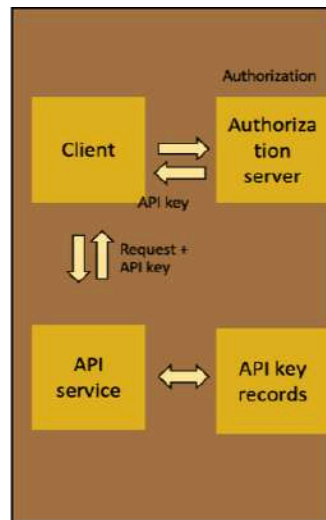 Authorization
Client
Authoriza
tion
server
API key
Request +
API key
API
service
API key
records